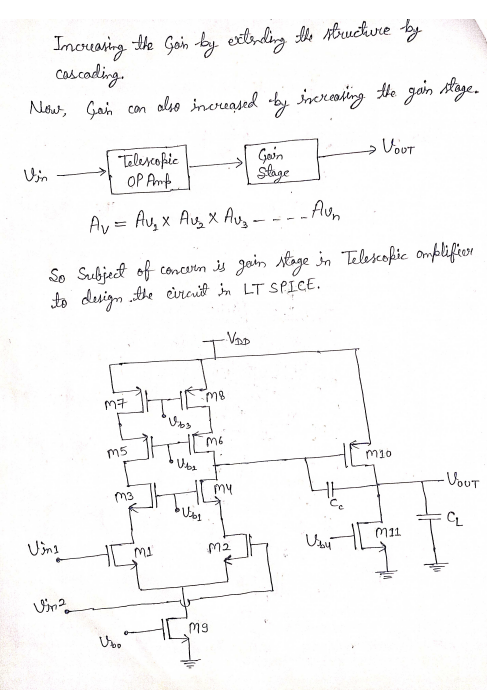 Increasing the Gain by extending the structure by
cascading.
Now, Gain can also increased by increasing the gain stage.
Vin
Telescopic
OP Amp
Gain
Stage
VOUT
Av = Av1 X Av2 X Av3 - - - - Avn
So Subject of concern is gain stage in Telescopic amplifier
to design the circuit in LT SPICE.
VDD
M7
M8
Vb3
M5
M6
Vb2
M10
M3
M4
Vb1
Cc
VOUT
CL
Vin1
M1
M2
Vb4
M11
Vin2
Vbo
M9